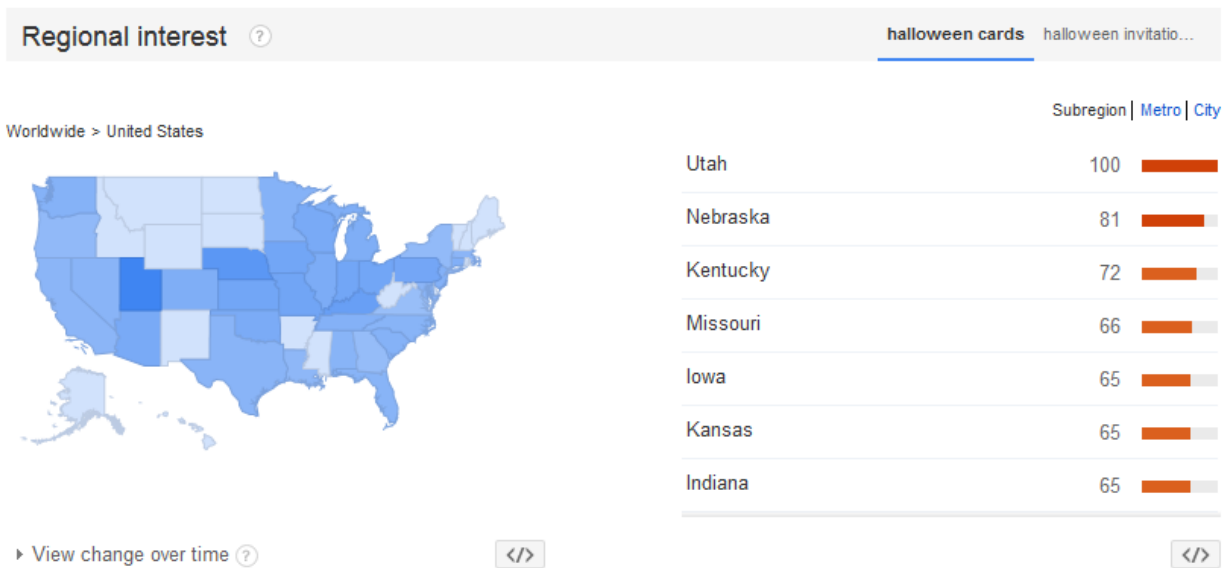 Regional interest ?
halloween cards halloween invitatio...
Subregion | Metro | City
Worldwide > United States
Utah 100
Nebraska 81
Kentucky 72
Missouri 66
Iowa 65
Kansas 65
Indiana 65
View change over time ?
</>
</>